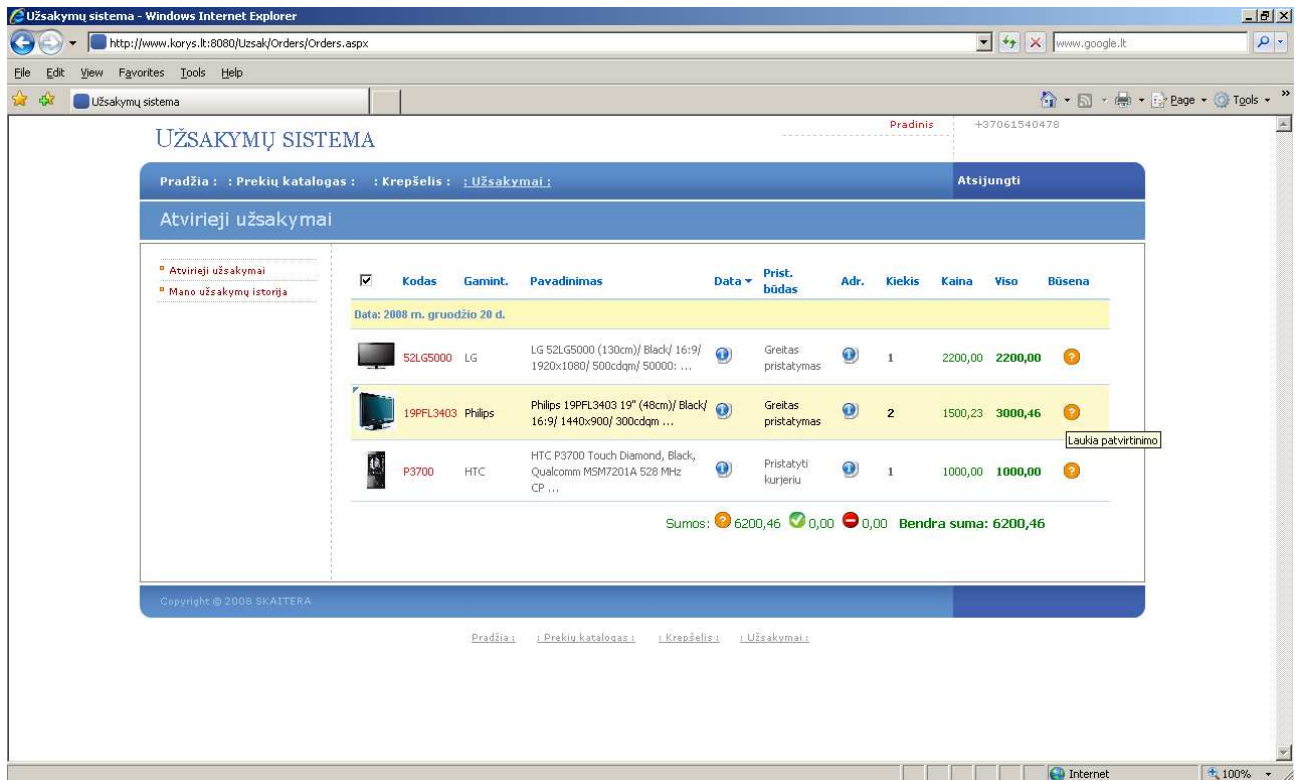 Užsakymų sistema - Windows Internet Explorer
http://www.korys.lt:8080/Uzsak/Orders/Orders.aspx
www.google.lt
File Edit View Favorites Tools Help
Užsakymų sistema
Page Tools »
UŽSAKYMŲ SISTEMA
Pradinis
+37061540478
Pradžia : : Prekių katalogas : : Krepšelis : : Užsakymai :
Atsijungti
Atvirieji užsakymai
Atvirieji užsakymai
Mano užsakymų istorija
Kodas Gamint. Pavadinimas Data Prist. būdas Adr. Kiekis Kaina Viso Būsena
Data: 2008 m. gruodžio 20 d.
52LG5000 LG LG 52LG5000 (130cm)/ Black/ 16:9/ Greitas 1 2200,00 2200,00
1920x1080/ 500cdqm/ 50000: ... pristatymas
19PFL3403 Philips Philips 19PFL3403 19" (48cm)/ Black/ Greitas 2 1500,23 3000,46
16:9/ 1440x900/ 300cdqm ... pristatymas
Laukia patvirtinimo
P3700 HTC HTC P3700 Touch Diamond, Black, Pristatyti 1 1000,00 1000,00
Qualcomm MSM7201A 528 MHz kurjeriu
CP ...
Sumos: 6200,46 0,00 0,00 Bendra suma: 6200,46
Copyright © 2008 SKAITERA
Pradžia : : Prekių katalogas : : Krepšelis : : Užsakymai :
Internet 100%